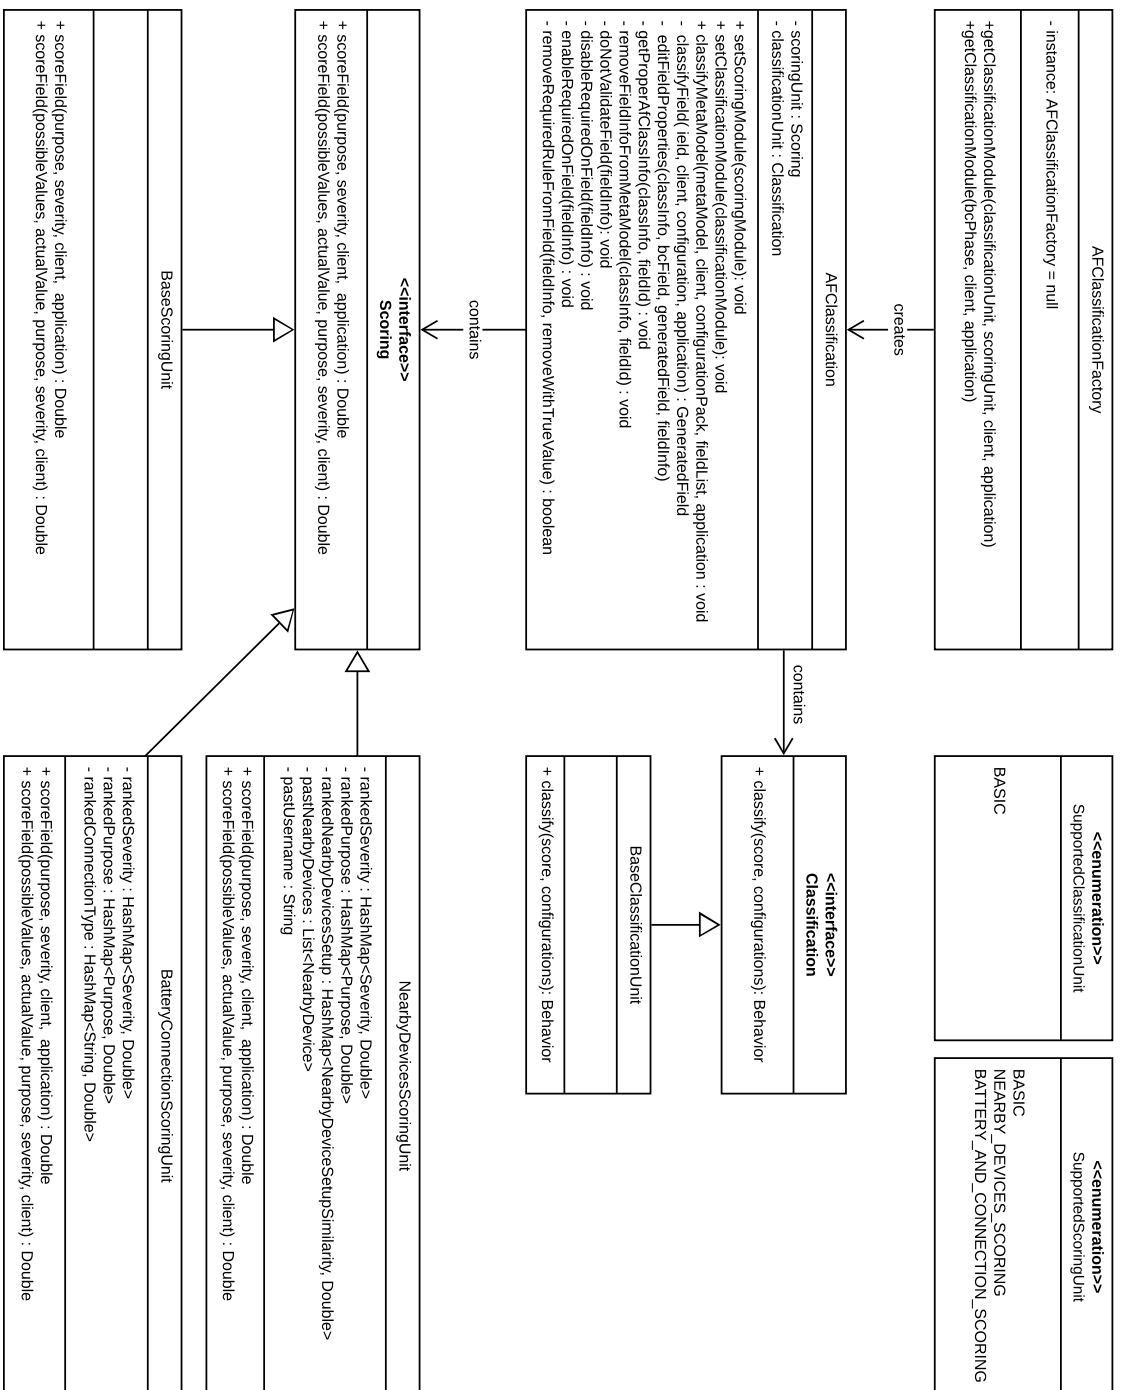 AFClassificationFactory
- instance: AFClassificationFactory = null
+getClassificationModule(classificationUnit, scoringUnit, client, application)
+getClassificationModule(bcPhase, client, application)
<<enumeration>>
SupportedClassificationUnit
BASIC
<<enumeration>>
SupportedScoringUnit
BASIC
NEARBY_DEVICES_SCORING
BATTERY_AND_CONNECTION_SCORING
creates
AFClassification
- scoringUnit : Scoring
- classificationUnit : Classification
+ setScoringModule(scoringModule): void
+ setClassificationModule(classificationModule): void
+ classifyMetaModel(metaModel, client, configurationPack, fieldList, application : void
- classifyField( ield, client, configuration, application) : GeneratedField
- editFieldProperties(classInfo, bcField, generatedField, fieldInfo)
- getProperAfClassInfo(classInfo, fieldId) : void
- removeFieldInfoFromMetaModel(classInfo, fieldId) : void
- doNotValidateField(fieldInfo): void
- disableRequiredOnField(fieldInfo) : void
- enableRequiredOnField(fieldInfo) : void
- removeRequiredRuleFromField(fieldInfo, removeWithTrueValue) : boolean
contains
<<interface>>
Classification
+ classify(score, configurations): Behavior
BaseClassificationUnit
+ classify(score, configurations): Behavior
contains
<<interface>>
Scoring
+ scoreField(purpose, severity, client,  application) : Double
+ scoreField(possibleValues, actualValue, purpose, severity, client) : Double
NearbyDevicesScoringUnit
- rankedSeverity : HashMap<Severity, Double>
- rankedPurpose : HashMap<Purpose, Double>
- rankedNearbyDevicesSetup : HashMap<NearbyDeviceSetupSimilarity, Double>
- pastNearbyDevices : List<NearbyDevice>
- pastUsername : String
+ scoreField(purpose, severity, client,  application) : Double
+ scoreField(possibleValues, actualValue, purpose, severity, client) : Double
BaseScoringUnit
+ scoreField(purpose, severity, client,  application) : Double
+ scoreField(possibleValues, actualValue, purpose, severity, client) : Double
BatteryConnectionScoringUnit
- rankedSeverity : HashMap<Severity, Double>
- rankedPurpose : HashMap<Purpose, Double>
- rankedConnectionType : HashMap<String, Double>
+ scoreField(purpose, severity, client,  application) : Double
+ scoreField(possibleValues, actualValue, purpose, severity, client) : Double